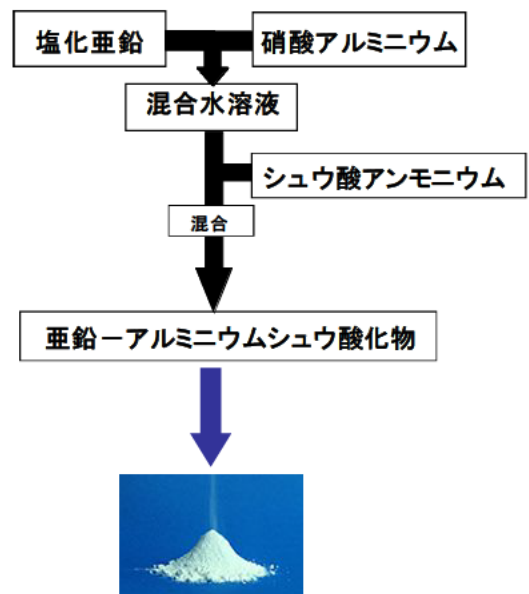 塩化亜鉛
硝酸アルミニウム
混合水溶液
シュウ酸アンモニウム
混合
亜鉛－アルミニウムシュウ酸化物